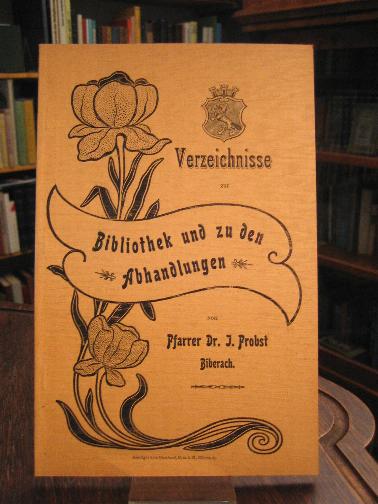 Verzeichnisse
zur
Bibliothek und zu den
Abhandlungen
von
Pfarrer Dr. J. Probst
Biberach.